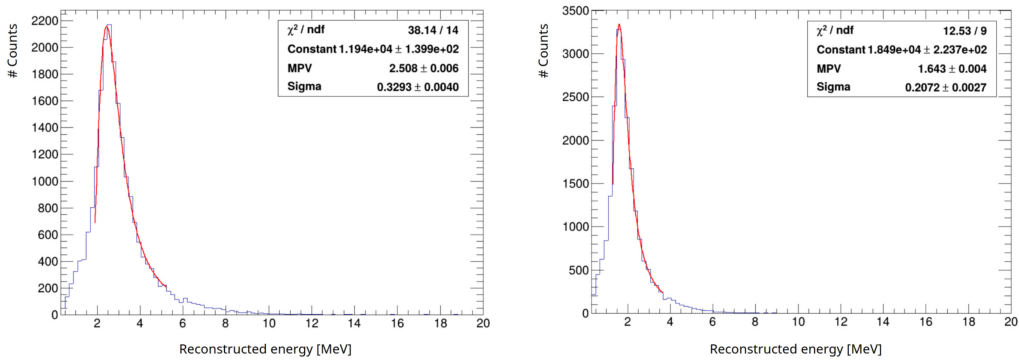 # Counts
2200
2000
1800
1600
1400
1200
1000
800
600
400
200
0
2 4 6 8 10 12 14 16 18 20
Reconstructed energy [MeV]
χ² / ndf 38.14 / 14
Constant 1.194e+04 ± 1.399e+02
MPV 2.508 ± 0.006
Sigma 0.3293 ± 0.0040
# Counts
3500
3000
2500
2000
1500
1000
500
0
2 4 6 8 10 12 14 16 18 20
Reconstructed energy [MeV]
χ² / ndf 12.53 / 9
Constant 1.849e+04 ± 2.237e+02
MPV 1.643 ± 0.004
Sigma 0.2072 ± 0.0027